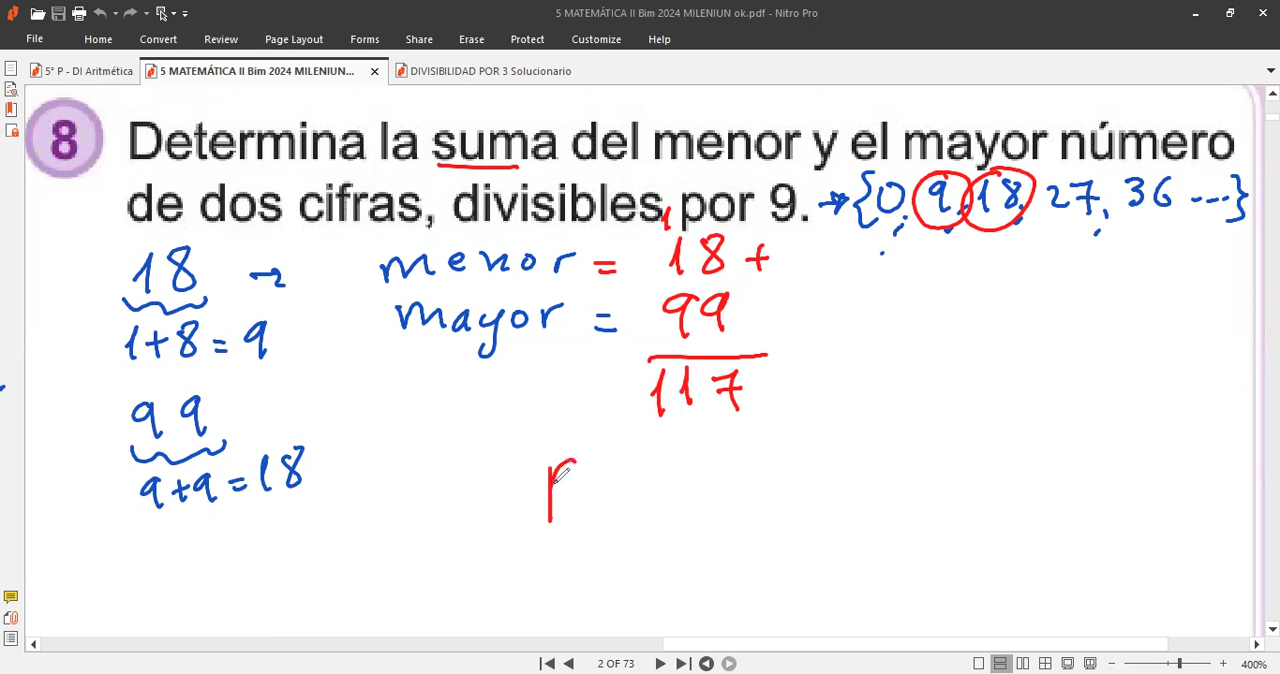 5 MATEMÁTICA II Bim 2024 MILENIUN ok.pdf - Nitro Pro
File Home Convert Review Page Layout Forms Share Erase Protect Customize Help
5° P - DI Aritmética 5 MATEMÁTICA II Bim 2024 MILENIUN... DIVISIBILIDAD POR 3 Solucionario
8 Determina la suma del menor y el mayor número
de dos cifras, divisibles por 9. → {0, 9, 18, 27, 36 ...}
1
18 → menor = 18 +
1+8 = 9 mayor = 99
117
99
9+9=18
2 OF 73
400%